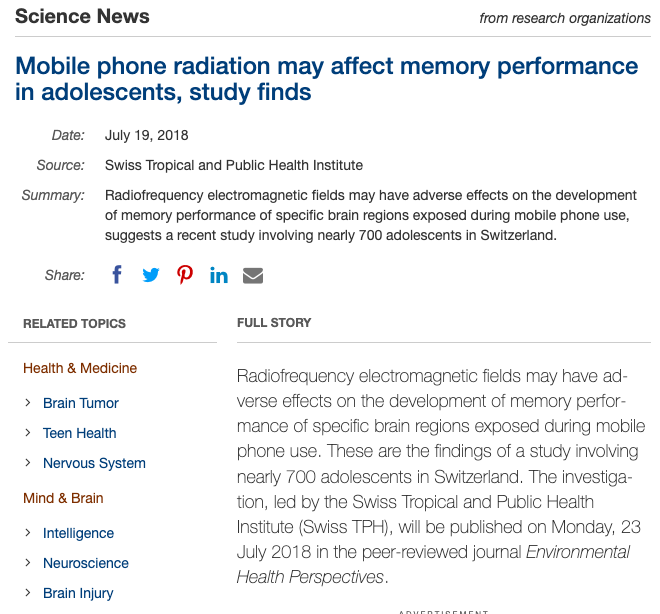 Science News
from research organizations
Mobile phone radiation may affect memory performance
in adolescents, study finds
Date: July 19, 2018
Source: Swiss Tropical and Public Health Institute
Summary: Radiofrequency electromagnetic fields may have adverse effects on the development
of memory performance of specific brain regions exposed during mobile phone use,
suggests a recent study involving nearly 700 adolescents in Switzerland.
Share:
RELATED TOPICS
Health & Medicine
Brain Tumor
Teen Health
Nervous System
Mind & Brain
Intelligence
Neuroscience
Brain Injury
FULL STORY
Radiofrequency electromagnetic fields may have ad-
verse effects on the development of memory perfor-
mance of specific brain regions exposed during mobile
phone use. These are the findings of a study involving
nearly 700 adolescents in Switzerland. The investiga-
tion, led by the Swiss Tropical and Public Health
Institute (Swiss TPH), will be published on Monday, 23
July 2018 in the peer-reviewed journal Environmental
Health Perspectives.
ADVERTISEMENT